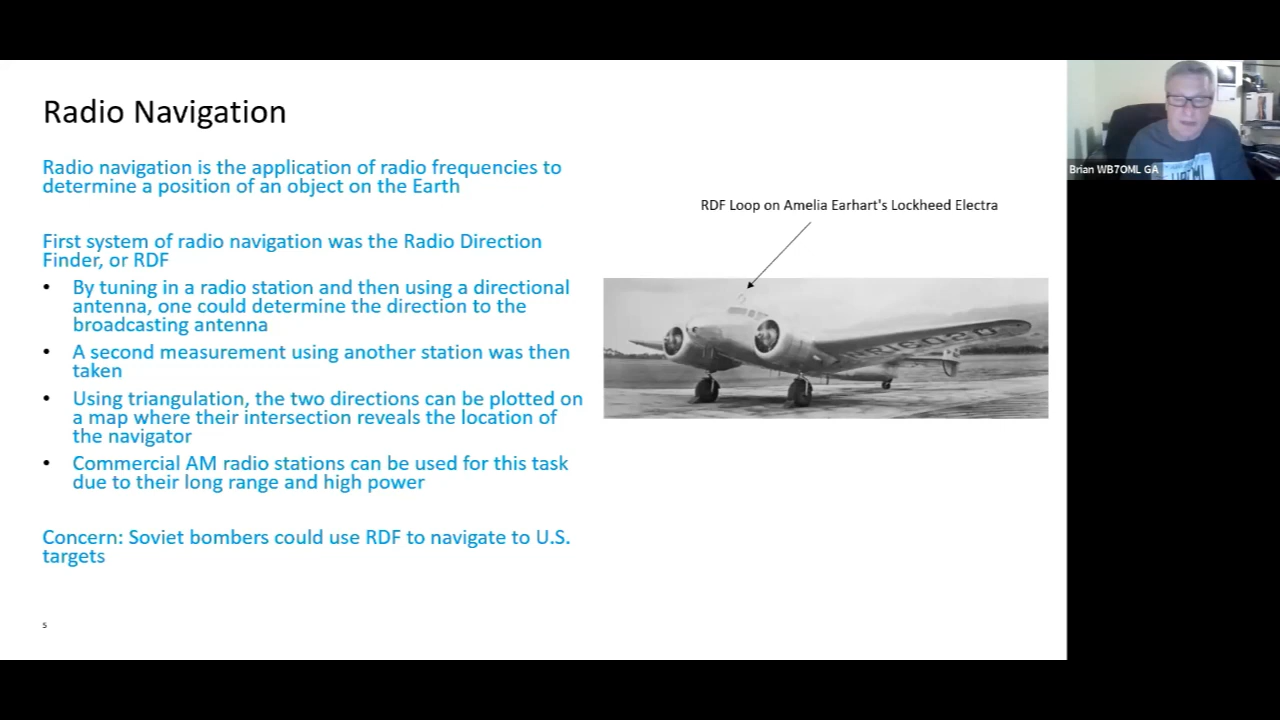 Radio Navigation
Radio navigation is the application of radio frequencies to
determine a position of an object on the Earth
First system of radio navigation was the Radio Direction
Finder, or RDF
• By tuning in a radio station and then using a directional
antenna, one could determine the direction to the
broadcasting antenna
• A second measurement using another station was then
taken
• Using triangulation, the two directions can be plotted on
a map where their intersection reveals the location of
the navigator
• Commercial AM radio stations can be used for this task
due to their long range and high power
Concern: Soviet bombers could use RDF to navigate to U.S.
targets
5
RDF Loop on Amelia Earhart's Lockheed Electra
NR16020
Brian WB7OML GA